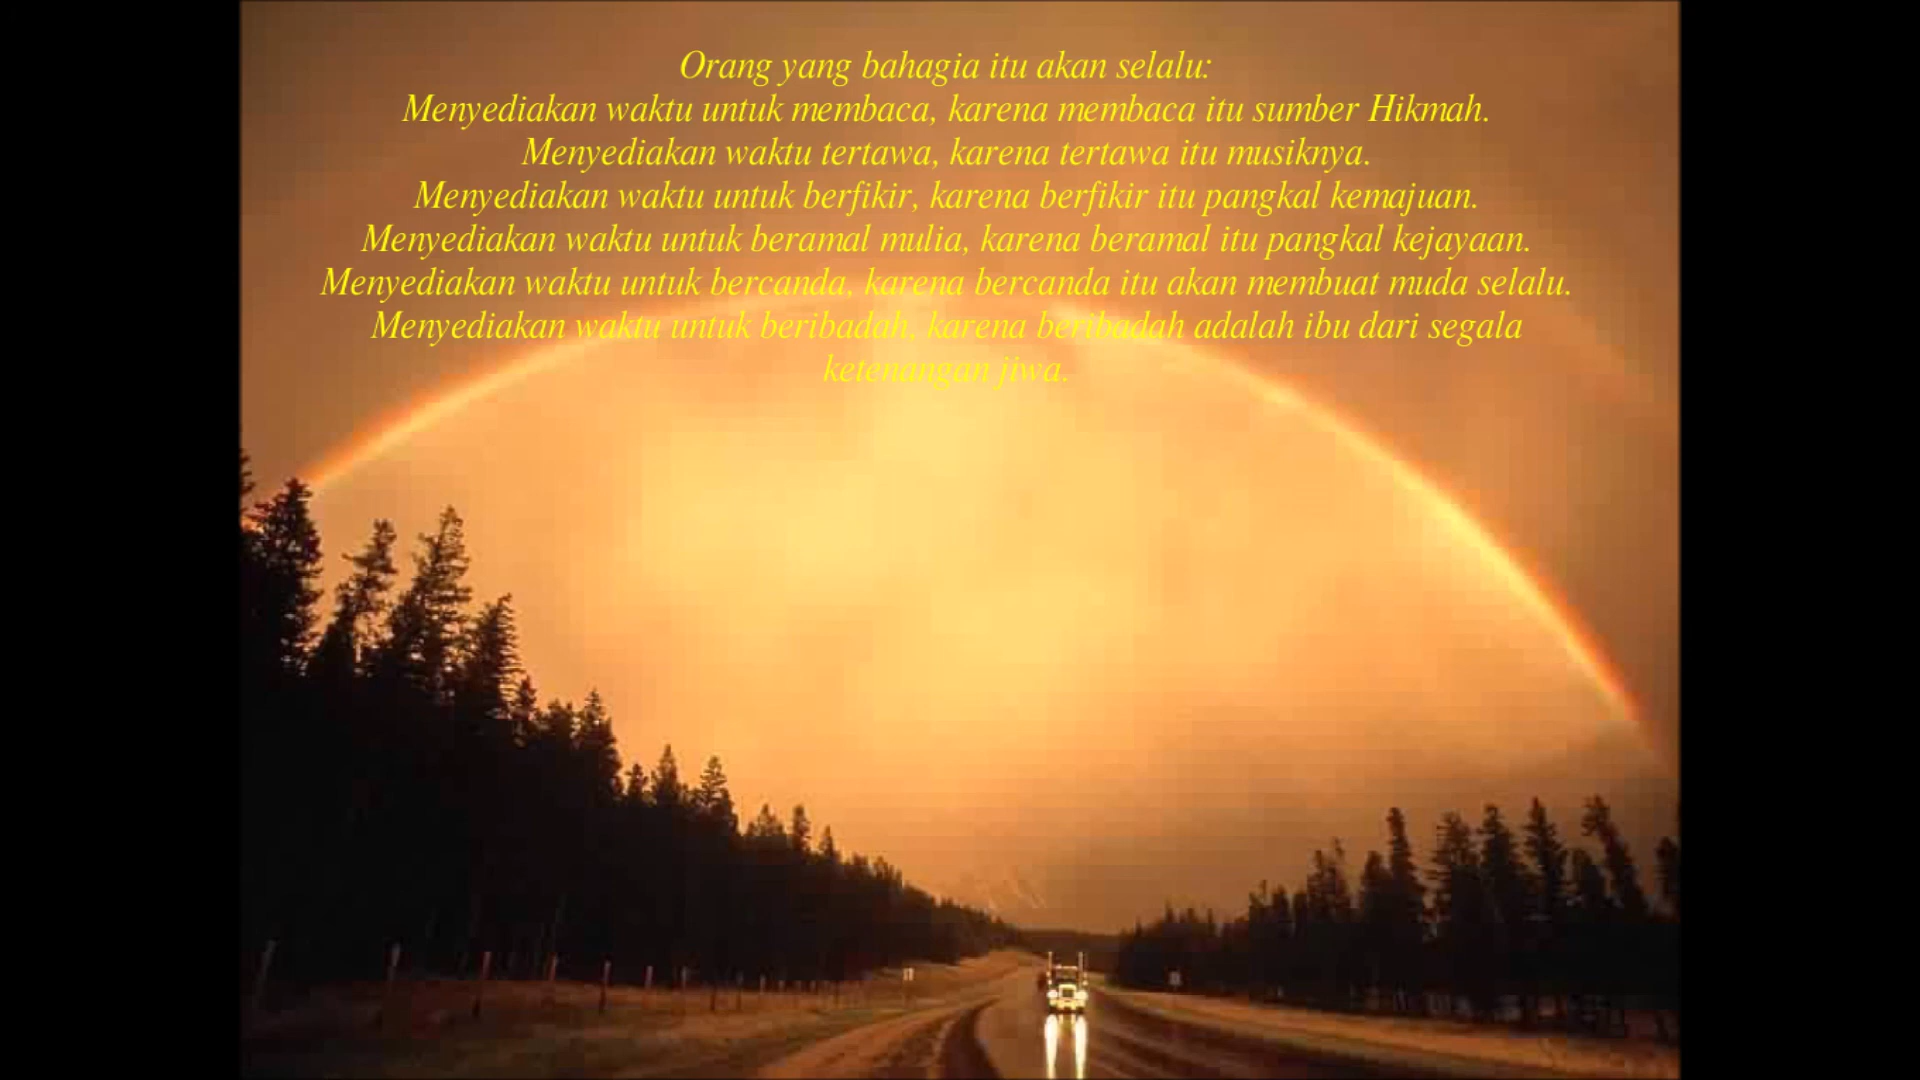 Orang yang bahagia itu akan selalu:
Menyediakan waktu untuk membaca, karena membaca itu sumber Hikmah.
Menyediakan waktu tertawa, karena tertawa itu musiknya.
Menyediakan waktu untuk berfikir, karena berfikir itu pangkal kemajuan.
Menyediakan waktu untuk beramal mulia, karena beramal itu pangkal kejayaan.
Menyediakan waktu untuk bercanda, karena bercanda itu akan membuat muda selalu.
Menyediakan waktu untuk beribadah, karena beribadah adalah ibu dari segala
ketenangan jiwa.